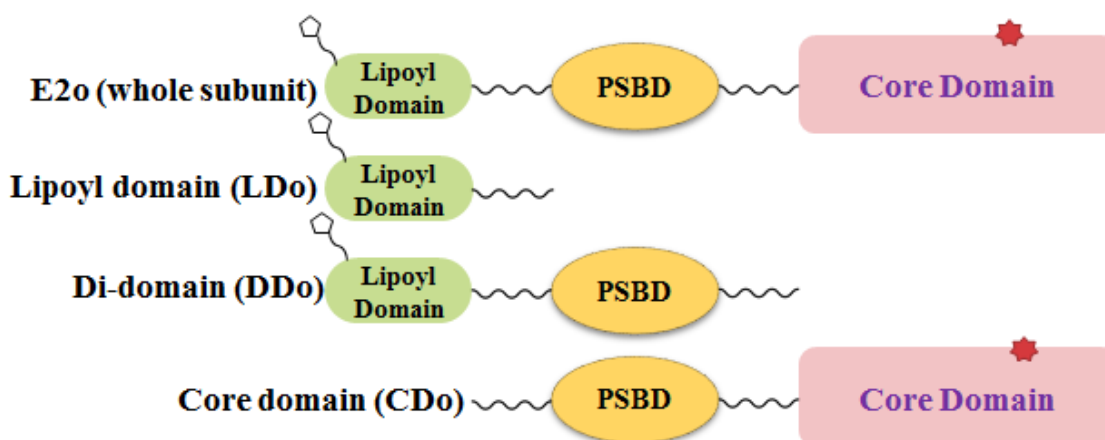 E2o (whole subunit)
Lipoyl
Domain
PSBD
Core Domain
Lipoyl domain (LDo)
Lipoyl
Domain
Di-domain (DDo)
Lipoyl
Domain
PSBD
Core domain (CDo)
PSBD
Core Domain